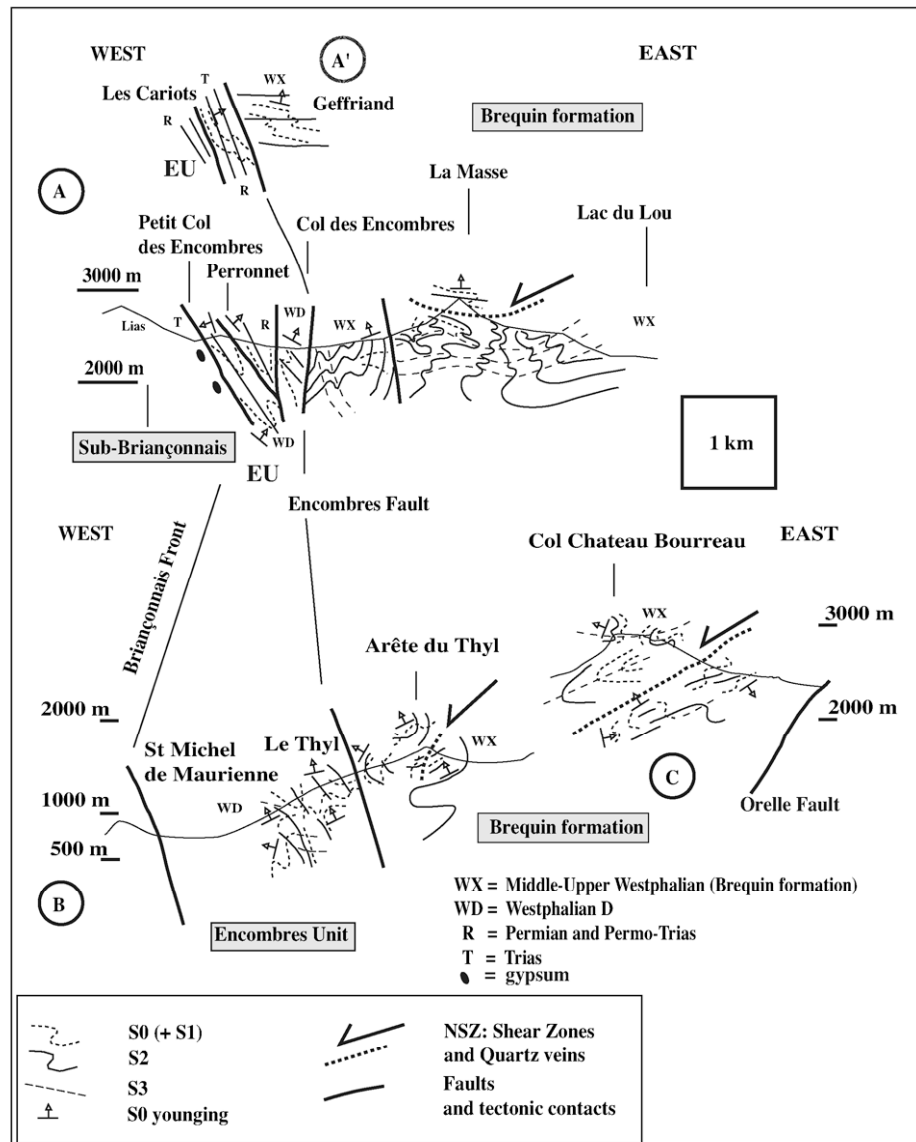 WEST
A'
EAST
T
WX
Les Cariots
Geffriand
R
Brequin formation
EU
R
La Masse
A
Lac du Lou
Petit Col
des Encombres
Col des Encombres
Perronnet
3000 m
T
R
WD
WX
WX
Lias
2000 m
1 km
WD
Sub-Briançonnais
EU
Encombres Fault
WEST
Col Chateau Bourreau
EAST
Briançonnais Front
WX
3000 m
Arête du Thyl
2000 m
2000 m
St Michel
de Maurienne
Le Thyl
WX
C
WD
1000 m
Orelle Fault
Brequin formation
500 m
B
WX = Middle-Upper Westphalian (Brequin formation)
WD = Westphalian D
Encombres Unit
R = Permian and Permo-Trias
T = Trias
= gypsum
S0 (+ S1)
S2
S3
S0 younging
NSZ: Shear Zones
and Quartz veins
Faults
and tectonic contacts